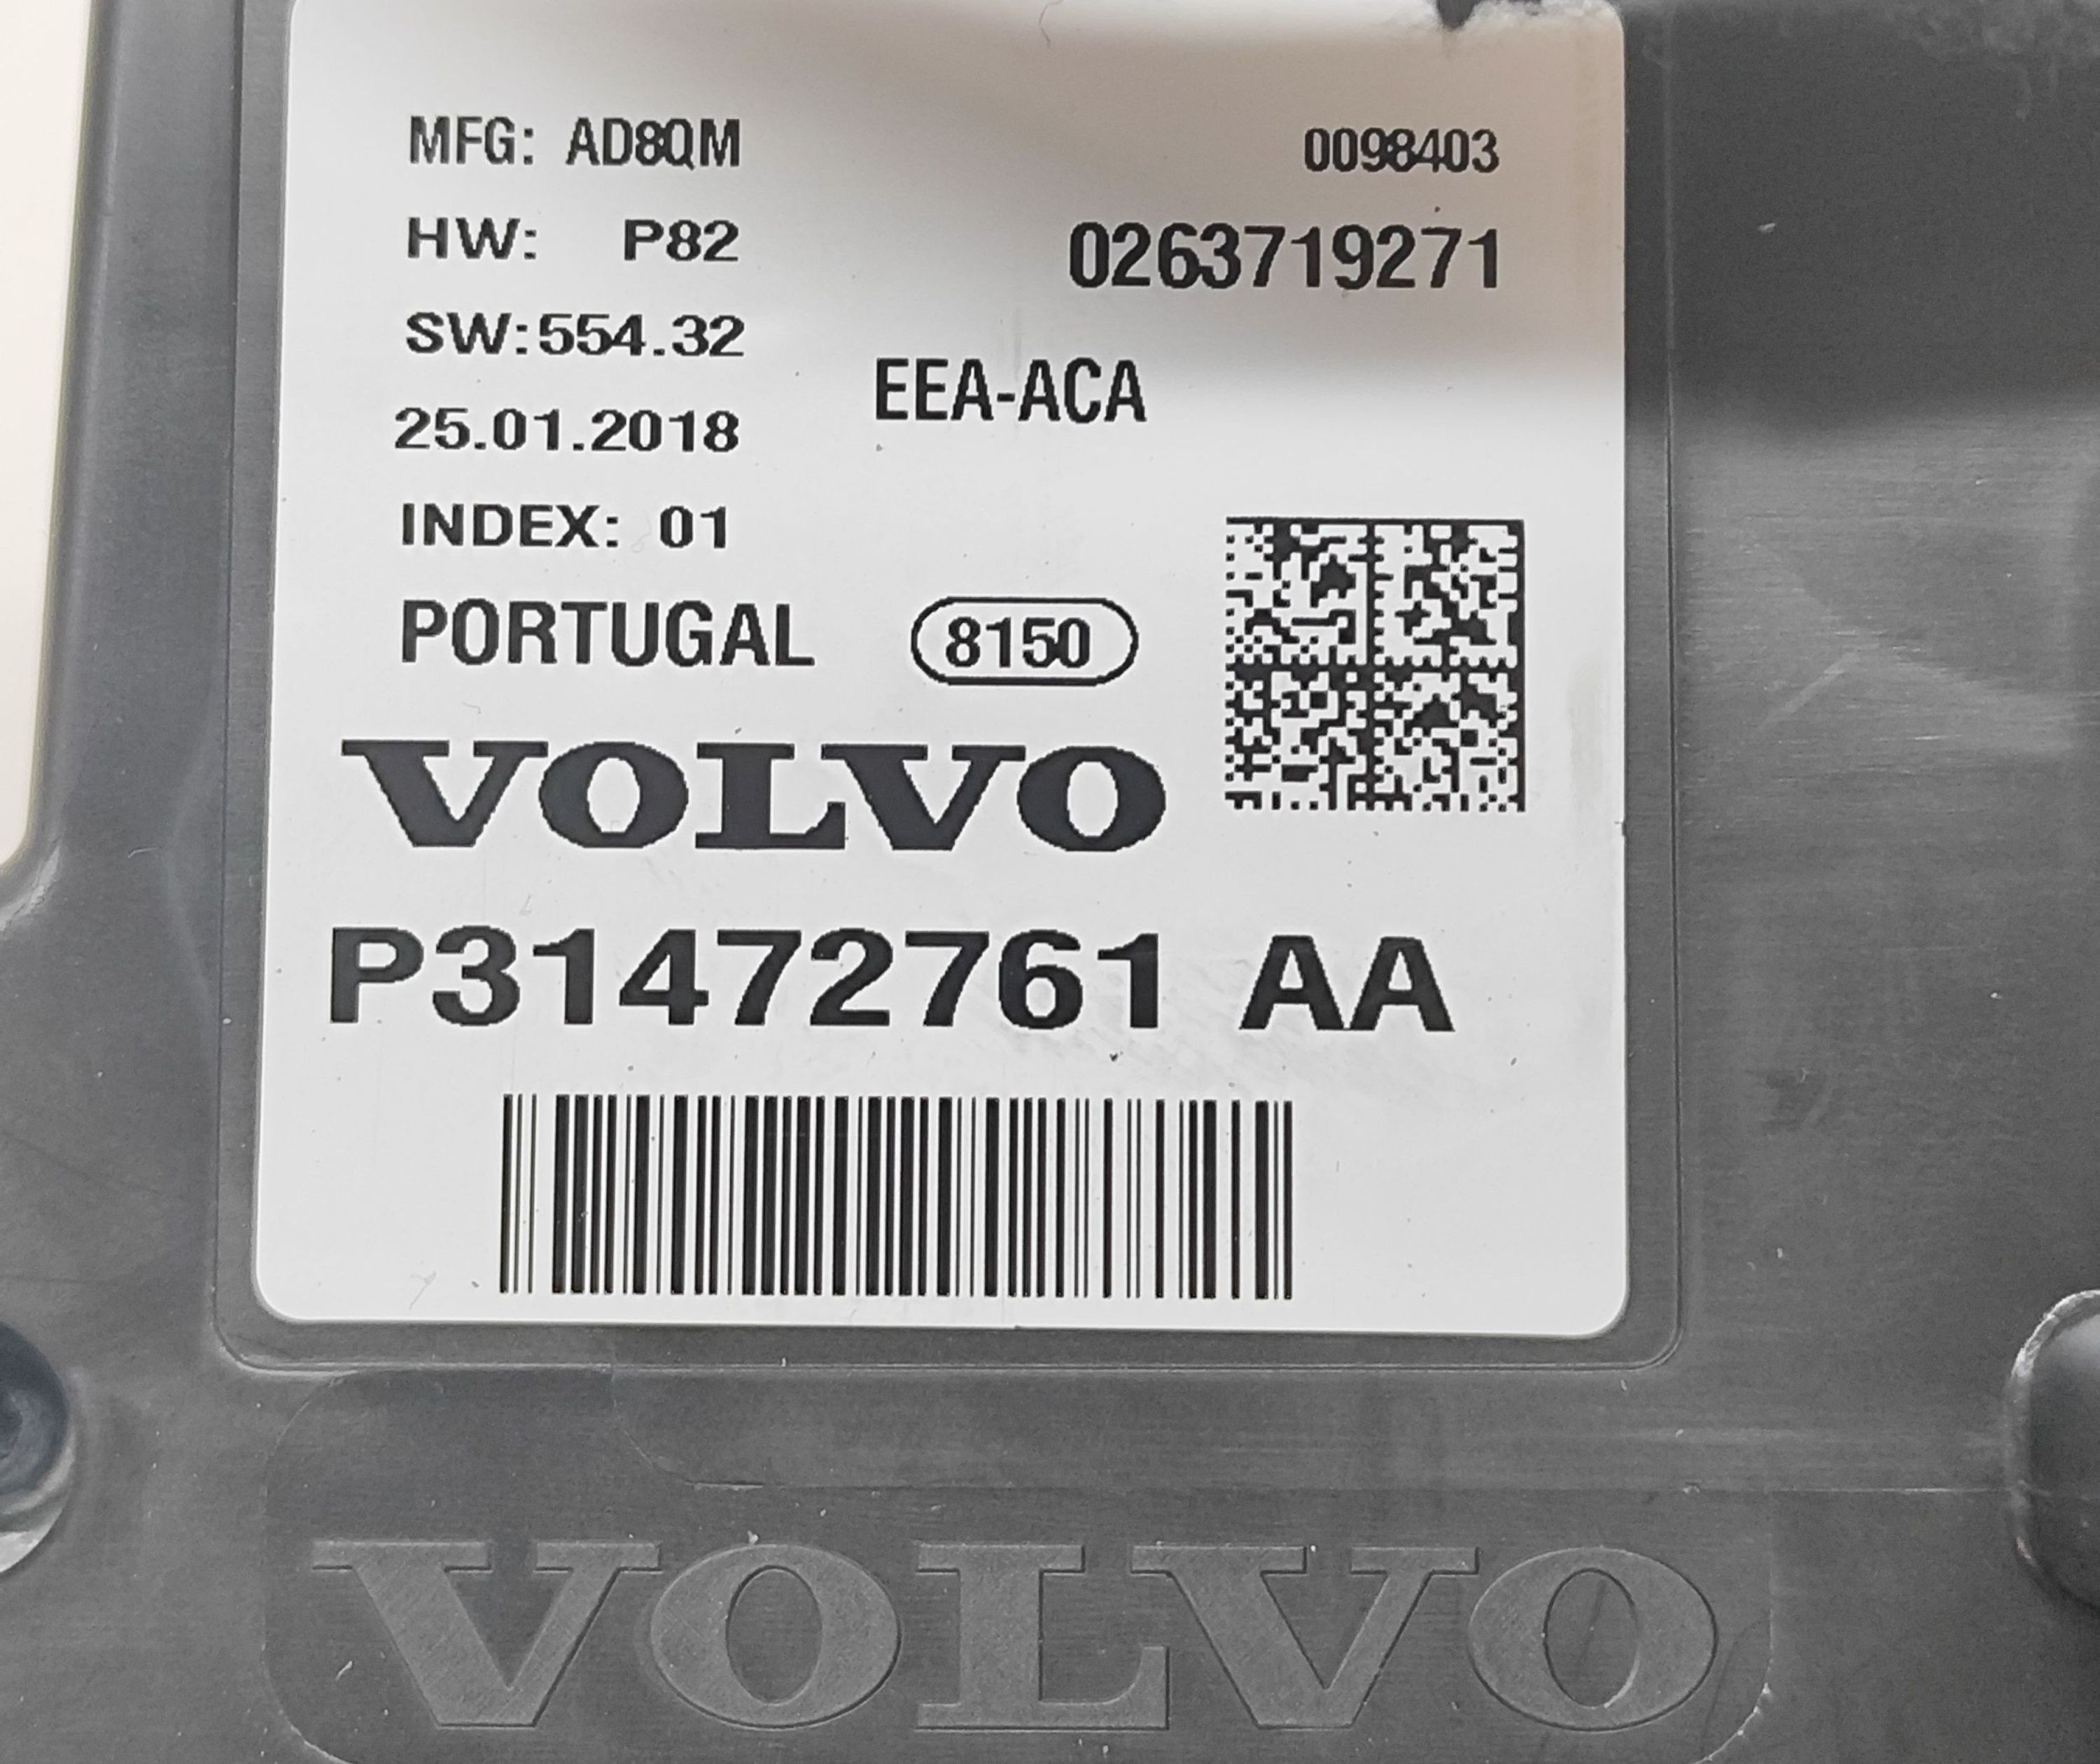 MFG: AD8QM
0098403
HW: P82
0263719271
SW:554.32
EEA-ACA
25.01.2018
INDEX: 01
PORTUGAL
8150
VOLVO
P31472761 AA
VOLVO